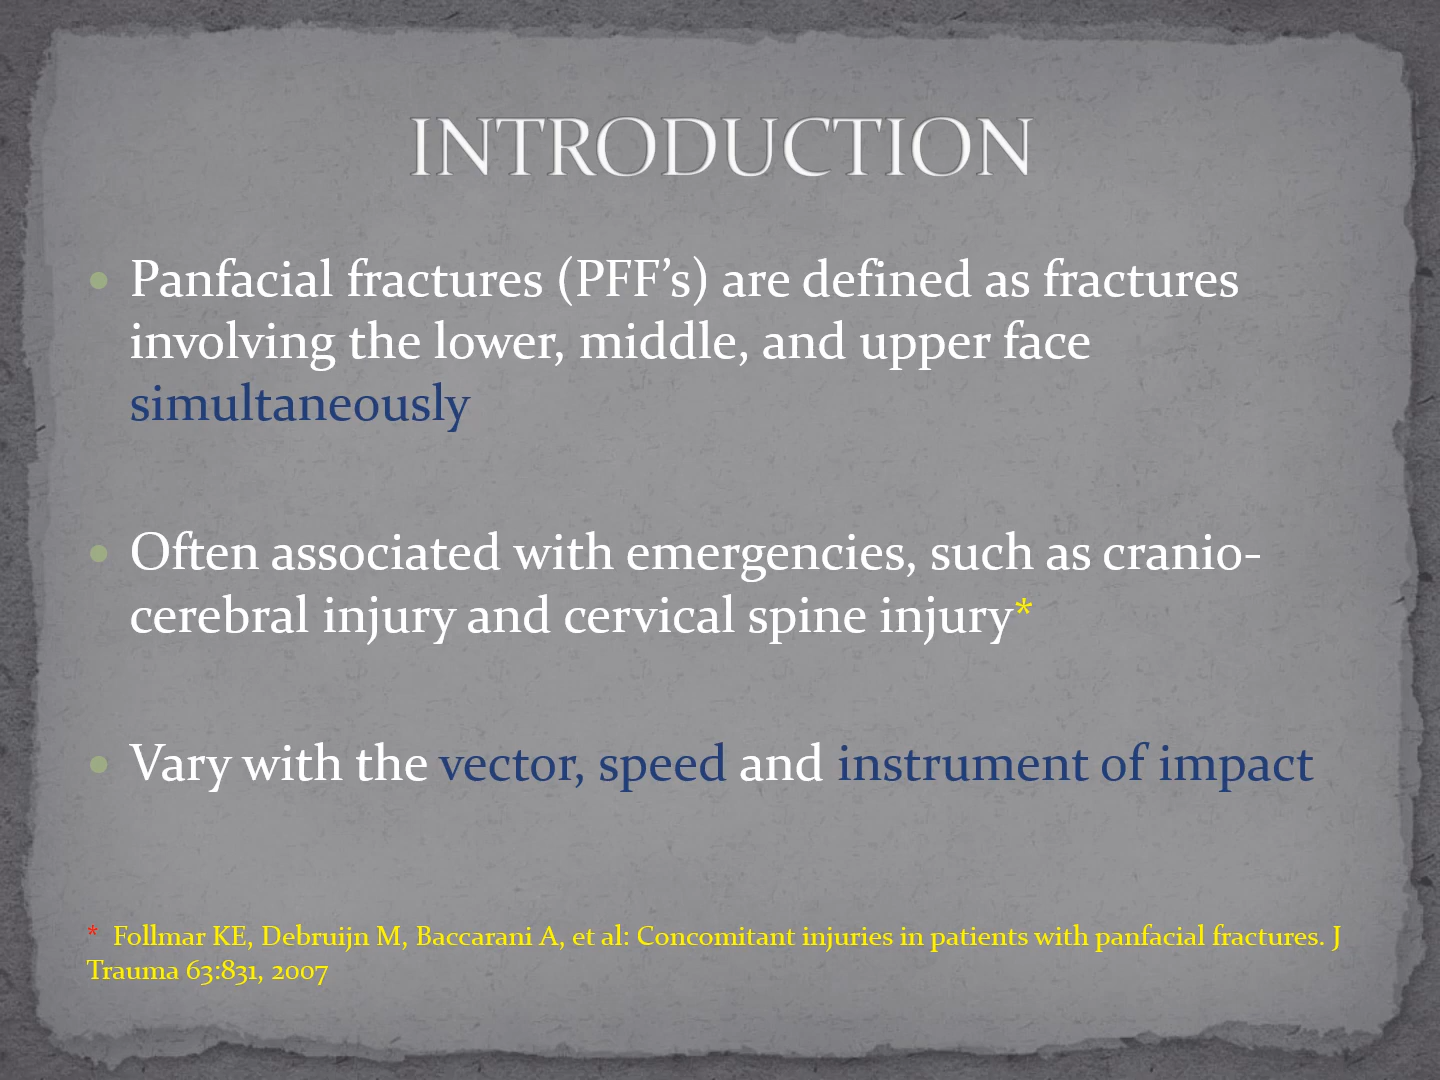 INTRODUCTION
• Panfacial fractures (PFF’s) are defined as fractures
involving the lower, middle, and upper face
simultaneously
• Often associated with emergencies, such as cranio-
cerebral injury and cervical spine injury*
• Vary with the vector, speed and instrument of impact
* Follmar KE, Debruijn M, Baccarani A, et al: Concomitant injuries in patients with panfacial fractures. J
Trauma 63:831, 2007